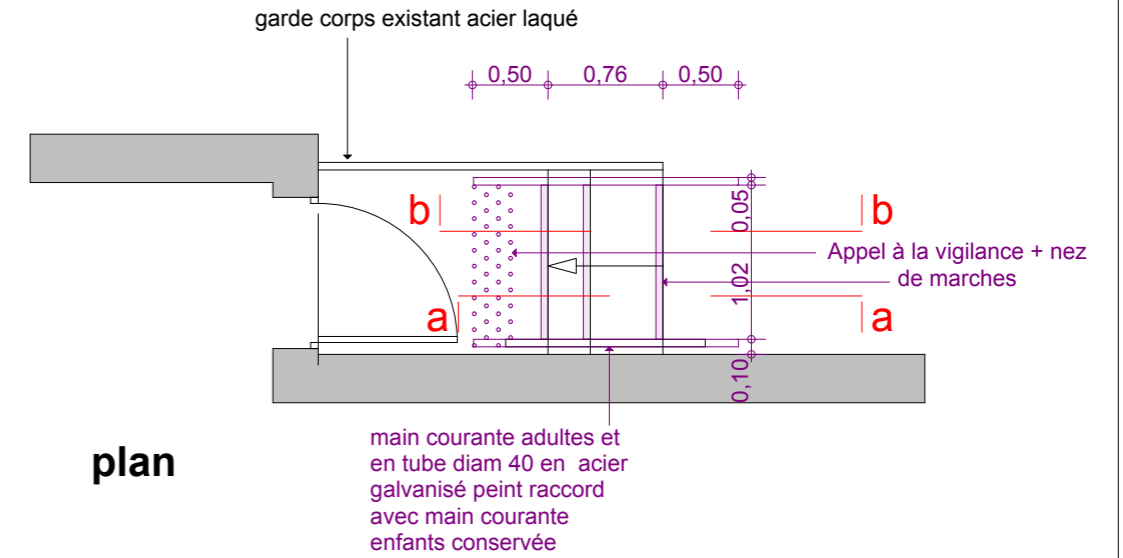 garde corps existant acier laqué
0,50 0,76 0,50
b b
0,05
Appel à la vigilance + nez
de marches
1,02
a a
0,10
main courante adultes et
en tube diam 40 en acier
galvanisé peint raccord
avec main courante
enfants conservée
plan